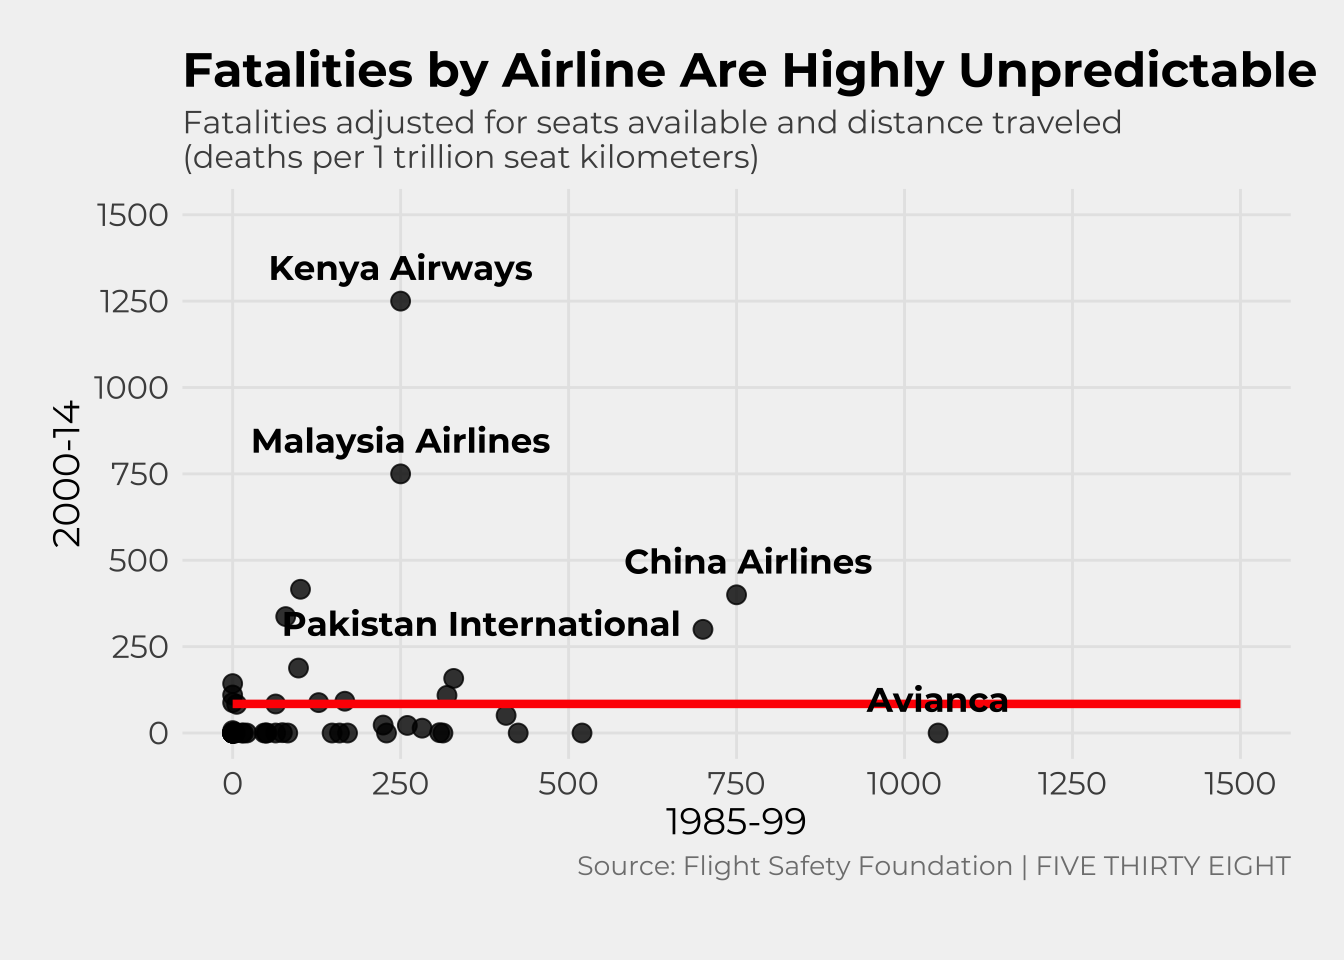 Fatalities by Airline Are Highly Unpredictable
Fatalities adjusted for seats available and distance traveled
(deaths per 1 trillion seat kilometers)
1500
Kenya Airways
1250
1000
Malaysia Airlines
750
2000-14
500
China Airlines
Pakistan International
250
Avianca
0
0 250 500 750 1000 1250 1500
1985-99
Source: Flight Safety Foundation | FIVE THIRTY EIGHT